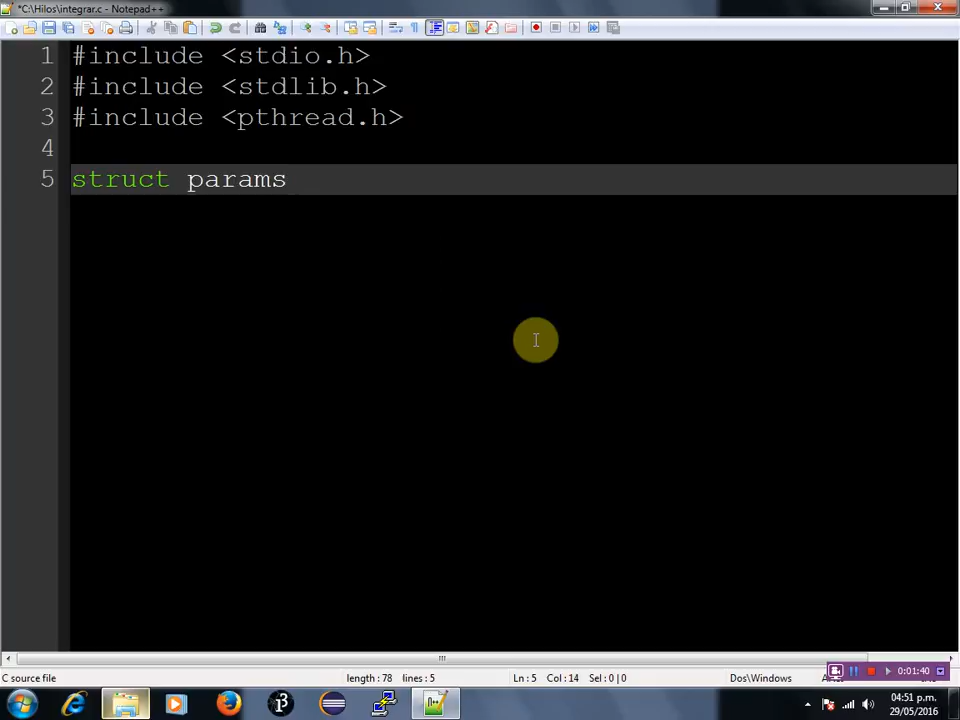 *C:\Hilos\integrar.c - Notepad++
1 #include <stdio.h>
2 #include <stdlib.h>
3 #include <pthread.h>
4
5 struct params
C source file length : 78 lines : 5 Ln : 5 Col : 14 Sel : 0 | 0 Dos\Windows
0:01:40
04:51 p.m.
29/05/2016